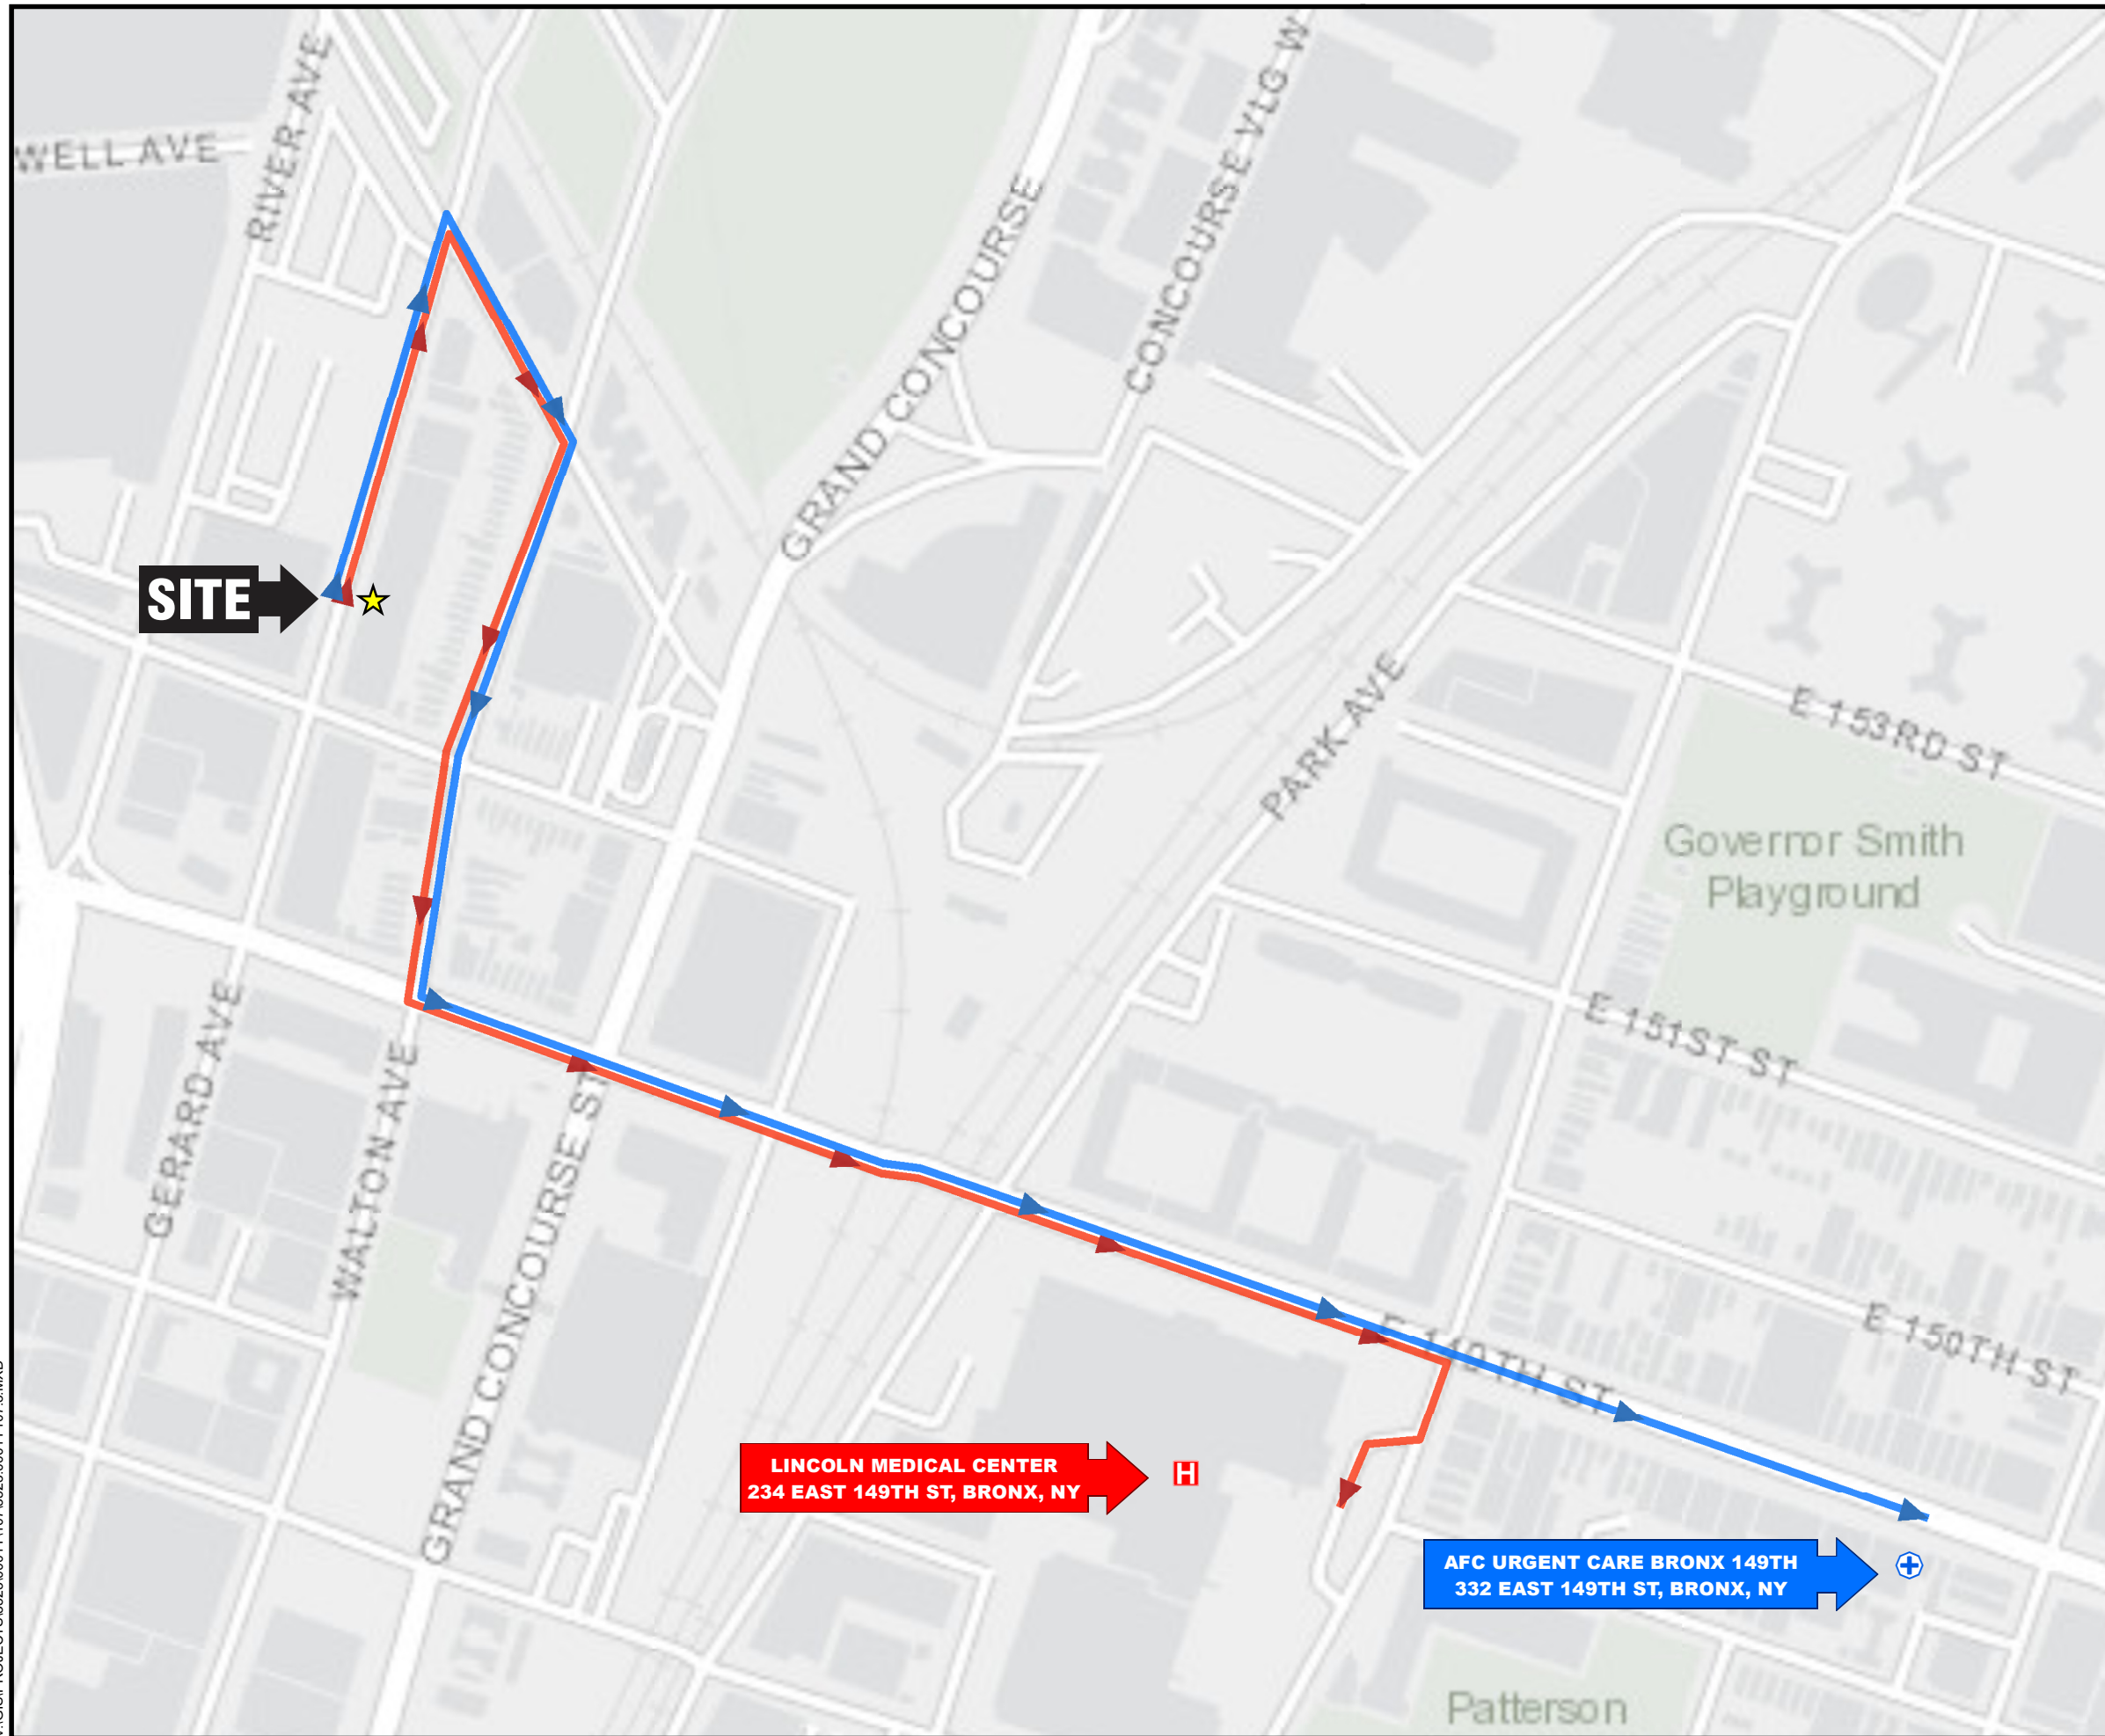 RIVER AVE
WELL AVE
GRAND CONCOURSE
CONCOURSE VLG W
SITE
PARK AVE
E 153RD ST
Governor Smith
Playground
E 151ST ST
GERARD AVE
WALTON AVE
GRAND CONCOURSE ST
E 150TH ST
E 149TH ST
LINCOLN MEDICAL CENTER
234 EAST 149TH ST, BRONX, NY
H
AFC URGENT CARE BRONX 149TH
332 EAST 149TH ST, BRONX, NY
Patterson